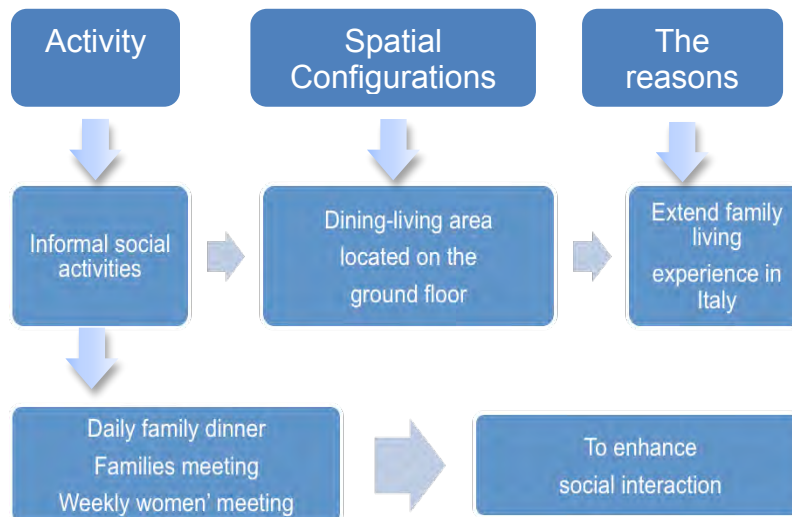 Activity
Spatial
Configurations
The
reasons
Informal social
activities
Dining-living area
located on the
ground floor
Extend family
living
experience in
Italy
Daily family dinner
Families meeting
Weekly women' meeting
To enhance
social interaction